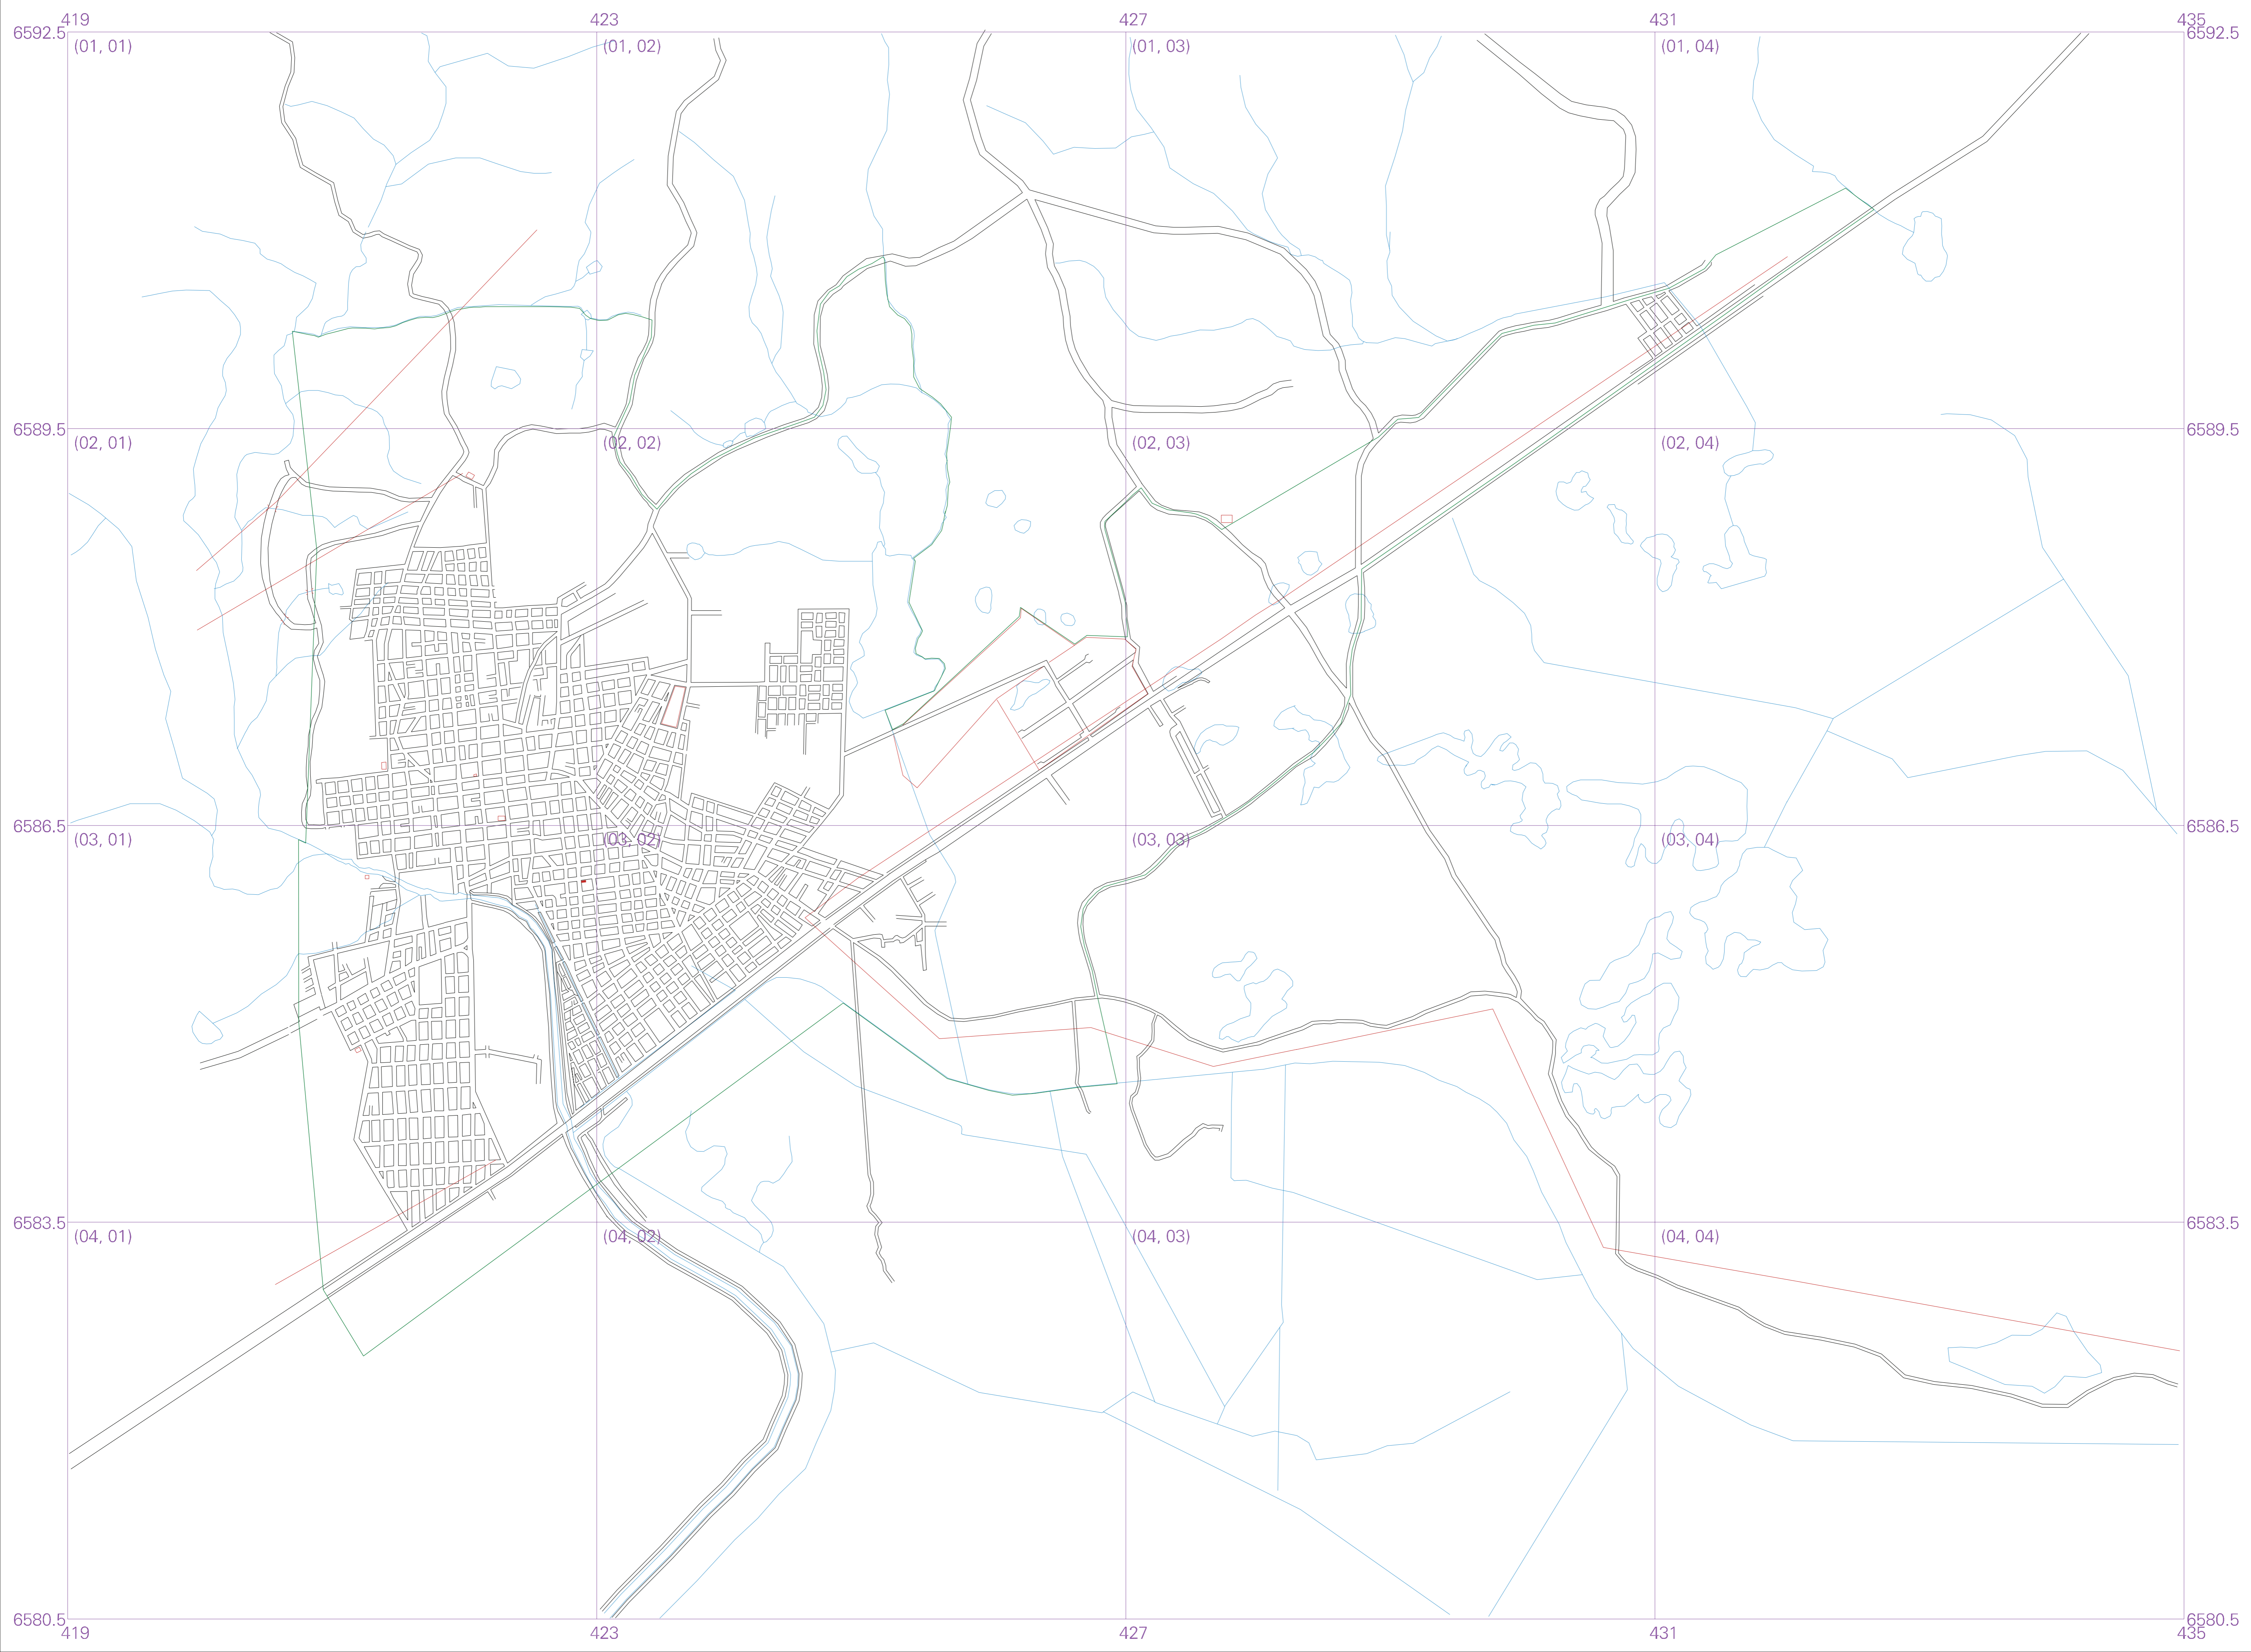 419 423 427 431 435
6592.5 6592.5
(01, 01) (01, 02) (01, 03) (01, 04)
6589.5 6589.5
(02, 01) (02, 02) (02, 03) (02, 04)
6586.5 6586.5
(03, 01) (03, 02) (03, 03) (03, 04)
6583.5 6583.5
(04, 01) (04, 02) (04, 03) (04, 04)
6580.5 6580.5
419 423 427 431 435